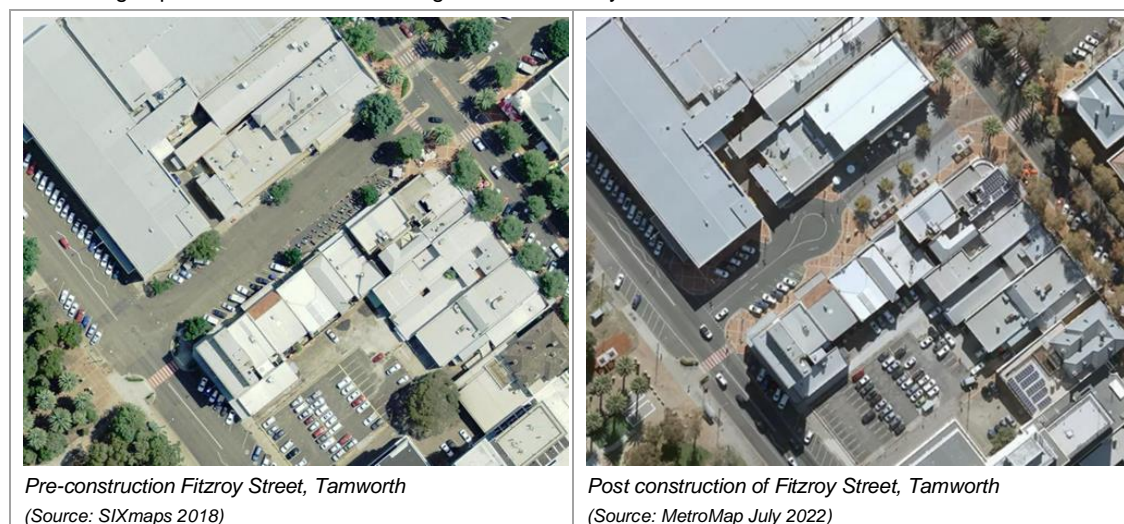 Pre-construction Fitzroy Street, Tamworth
(Source: SIXmaps 2018)
Post construction of Fitzroy Street, Tamworth
(Source: MetroMap July 2022)